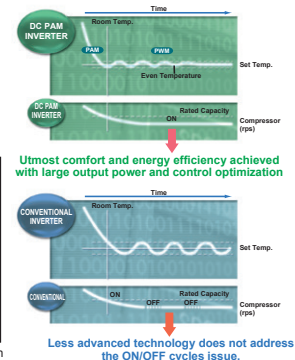 Time
DC PAM
INVERTER
Room Temp.
PAM
PWM
Even Temperature
Set Temp.
DC PAM
INVERTER
Rated Capacity
ON
Compressor
(rps)
Utmost comfort and energy efficiency achieved
with large output power and control optimization
Time
CONVENTIONAL
INVERTER
Room Temp.
Set Temp.
CONVENTIONAL
ON
Rated Capacity
OFF
OFF
Compressor
(rps)
Less advanced technology does not address
the ON/OFF cycles issue.